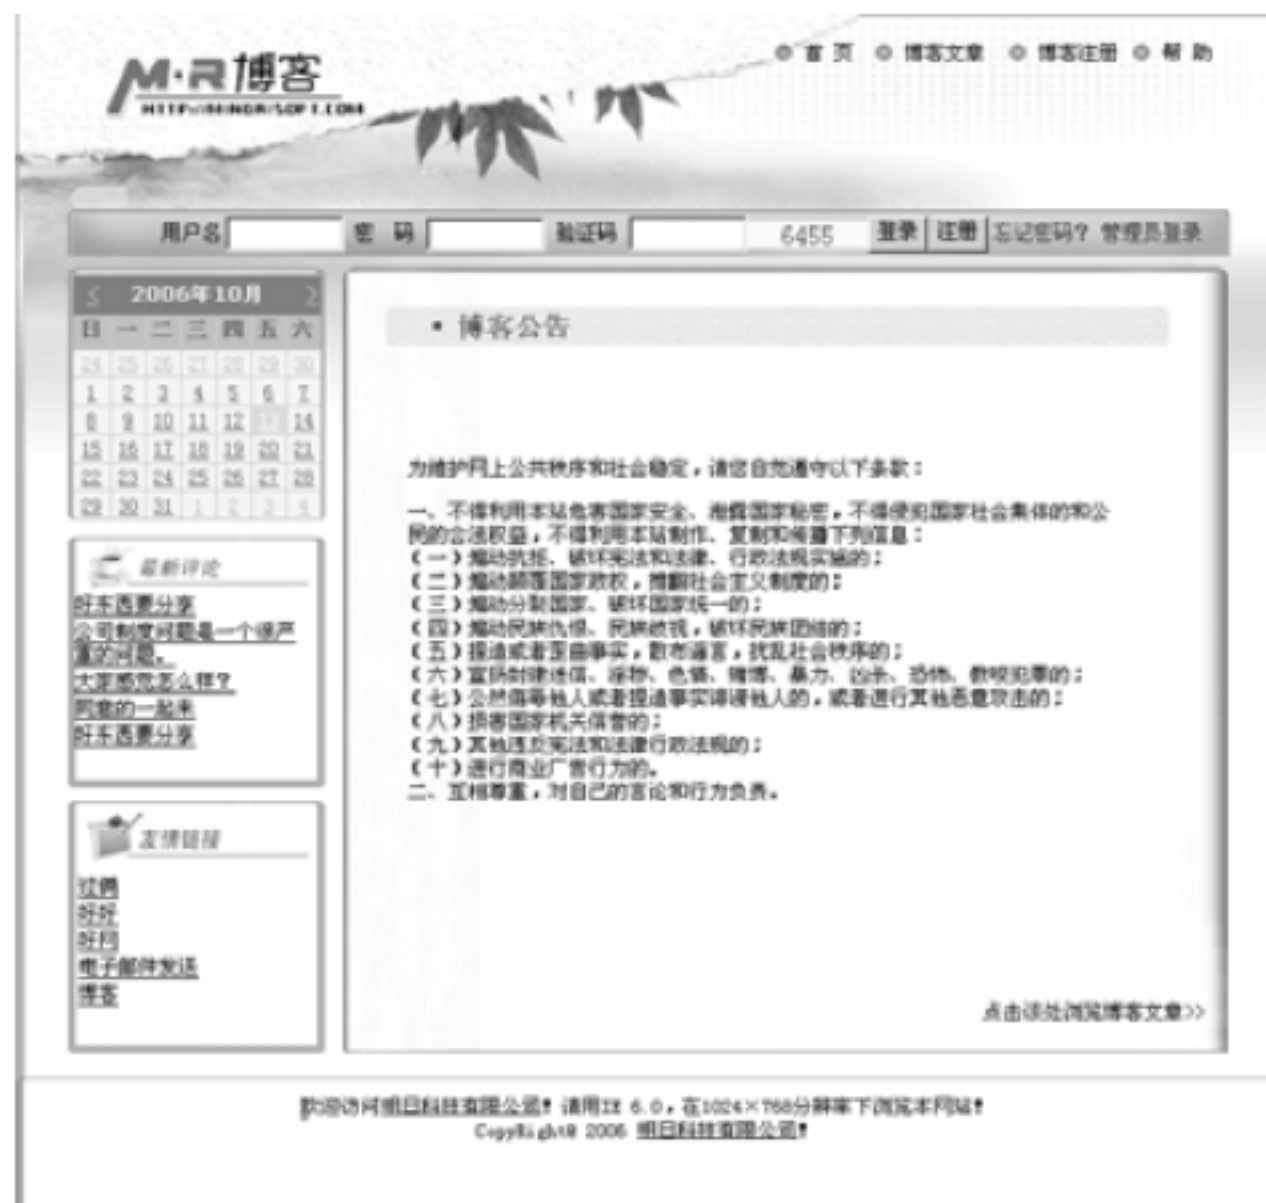 M·R博客
首 页 博客文章 博客注册 帮 助
用户名 密 码 验证码 6455 登录 注册 忘记密码? 管理员登录
< 2006年10月 >
日 一 二 三 四 五 六
24 25 26 27 28 29 30
1 2 3 4 5 6 7
8 9 10 11 12 13 14
15 16 17 18 19 20 21
22 23 24 25 26 27 28
29 30 31 1 2 3 4
最新评论
好东西要分享
公司制度问题是一个很严
重的问题。
大家感觉怎么样?
同意的一起来
好东西要分享
友情链接
好好
好网
电子邮件发送
博客
▪ 博客公告
为维护网上公共秩序和社会稳定，请您自觉遵守以下条款：
一、不得利用本站危害国家安全、泄露国家秘密，不得侵犯国家社会集体的和公
民的合法权益，不得利用本站制作、复制和传播下列信息：
（一）煽动抗拒、破坏宪法和法律、行政法规实施的；
（二）煽动颠覆国家政权，推翻社会主义制度的；
（三）煽动分裂国家、破坏国家统一的；
（四）煽动民族仇恨、民族歧视，破坏民族团结的；
（五）捏造或者歪曲事实，散布谣言，扰乱社会秩序的；
（六）宣扬封建迷信、淫秽、色情、赌博、暴力、凶杀、恐怖、教唆犯罪的；
（七）公然侮辱他人或者捏造事实诽谤他人的，或者进行其他恶意攻击的；
（八）损害国家机关信誉的；
（九）其他违反宪法和法律行政法规的；
（十）进行商业广告行为的。
二、互相尊重，对自己的言论和行为负责。
点击该处浏览博客文章>>
欢迎访问明日科技有限公司! 请用IE 6.0，在1024×768分辨率下浏览本网站!
CopyRight® 2006 明日科技有限公司!